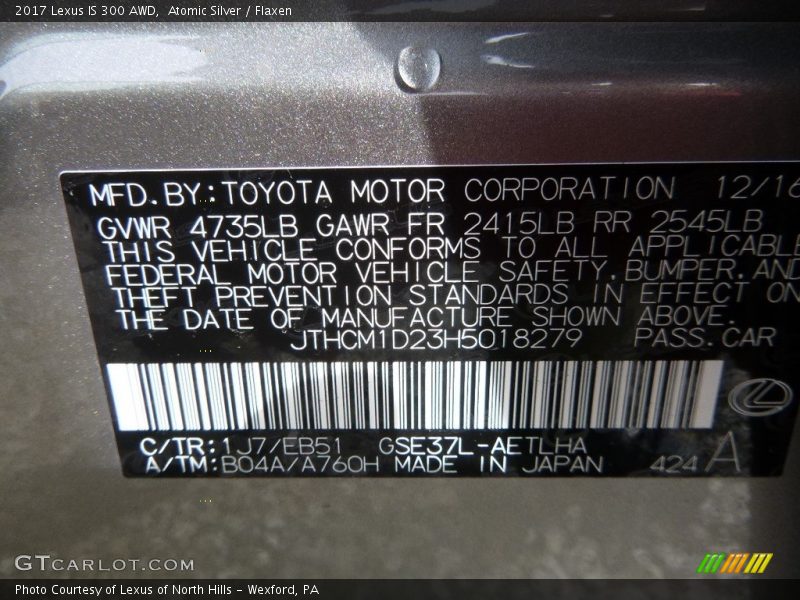 2017 Lexus IS 300 AWD, Atomic Silver / Flaxen
MFD.BY:TOYOTA MOTOR CORPORATION 12/16
GVWR 4735LB GAWR FR 2415LB RR 2545LB
THIS VEHICLE CONFORMS TO ALL APPLICABLE
FEDERAL MOTOR VEHICLE SAFETY,BUMPER,AND
THEFT PREVENTION STANDARDS IN EFFECT ON
THE DATE OF MANUFACTURE SHOWN ABOVE.
JTHCM1D23H5018279 PASS.CAR
C/TR:1J7/EB51 GSE37L-AETLHA
A/TM:B04A/A760H MADE IN JAPAN 424 A
GTCARLOT.COM
Photo Courtesy of Lexus of North Hills - Wexford, PA